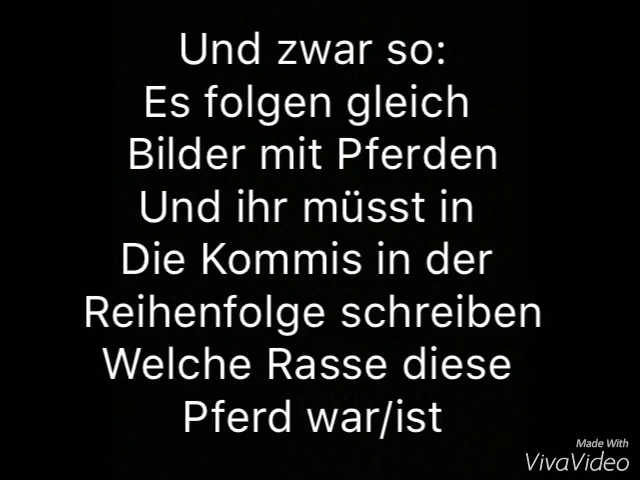 Und zwar so:
Es folgen gleich
Bilder mit Pferden
Und ihr müsst in
Die Kommis in der
Reihenfolge schreiben
Welche Rasse diese
Pferd war/ist
Made With
VivaVideo